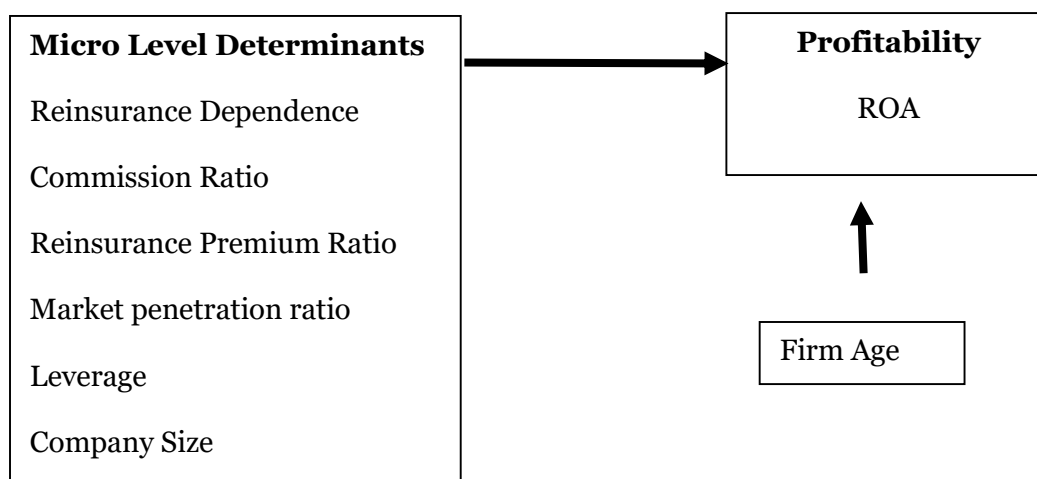 Micro Level Determinants
Reinsurance Dependence
Commission Ratio
Reinsurance Premium Ratio
Market penetration ratio
Leverage
Company Size
Profitability
ROA
Firm Age